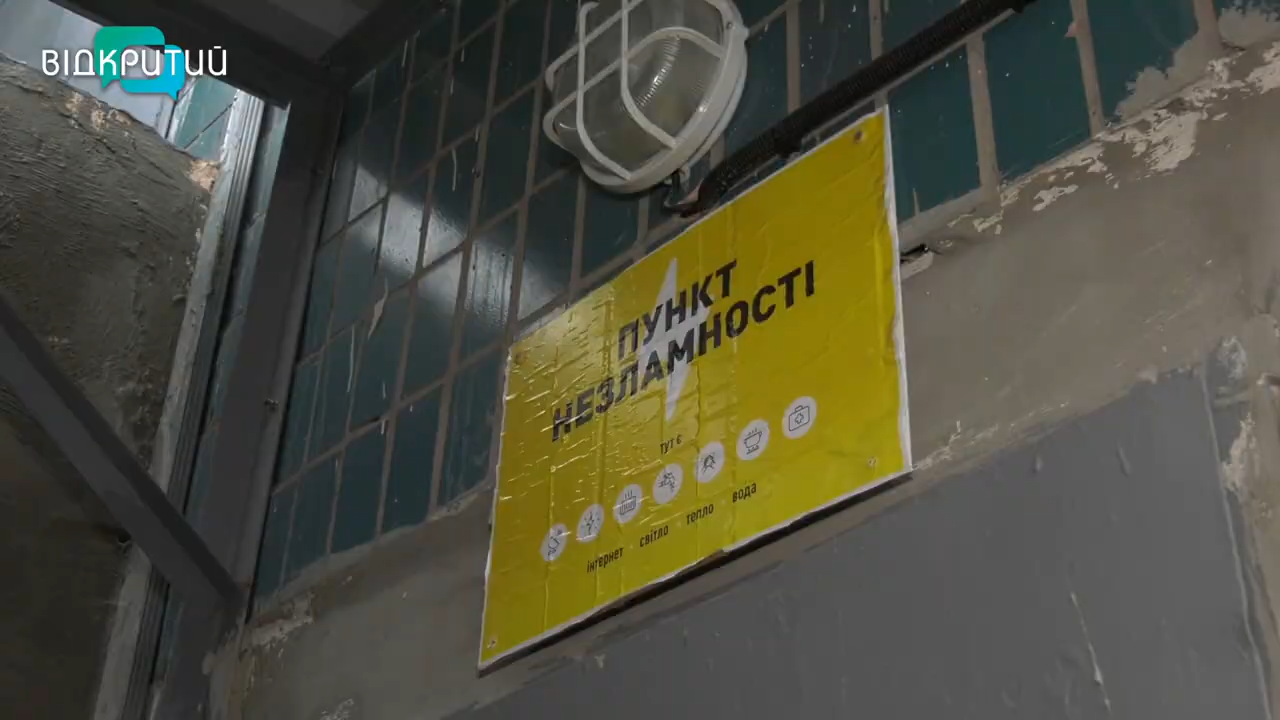 ВІДКРИТИЙ
ПУНКТ
НЕЗЛАМНОСТІ
Тут є
інтернет світло тепло вода